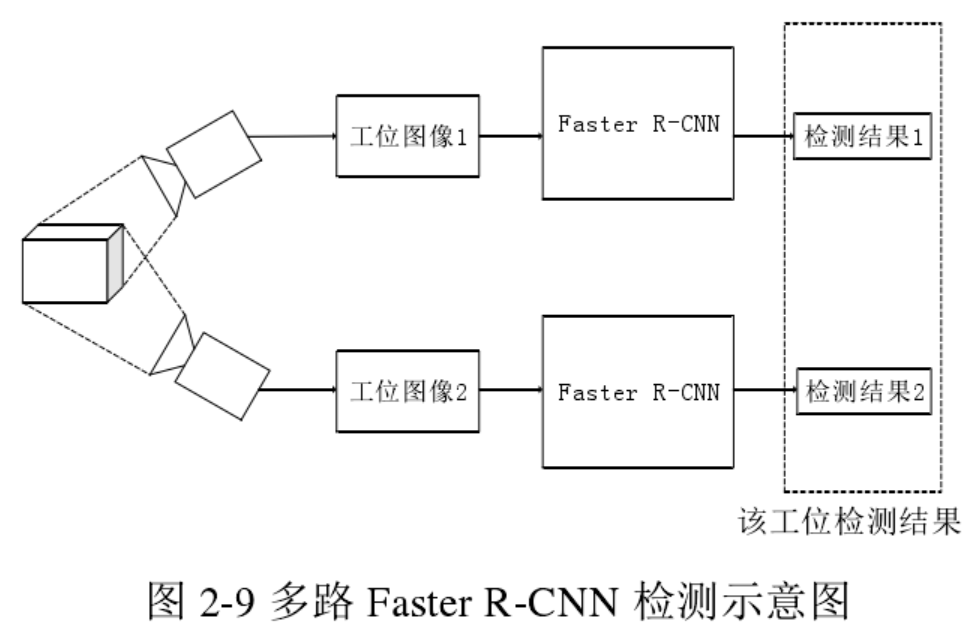 工位图像1
Faster R-CNN
检测结果1
工位图像2
Faster R-CNN
检测结果2
该工位检测结果
图 2-9 多路 Faster R-CNN 检测示意图